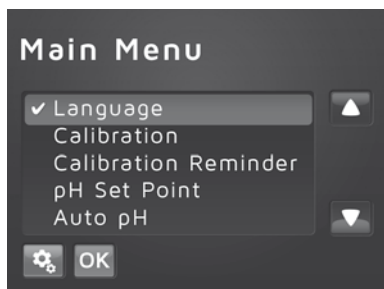 Main Menu
Language
Calibration
Calibration Reminder
pH Set Point
Auto pH
OK